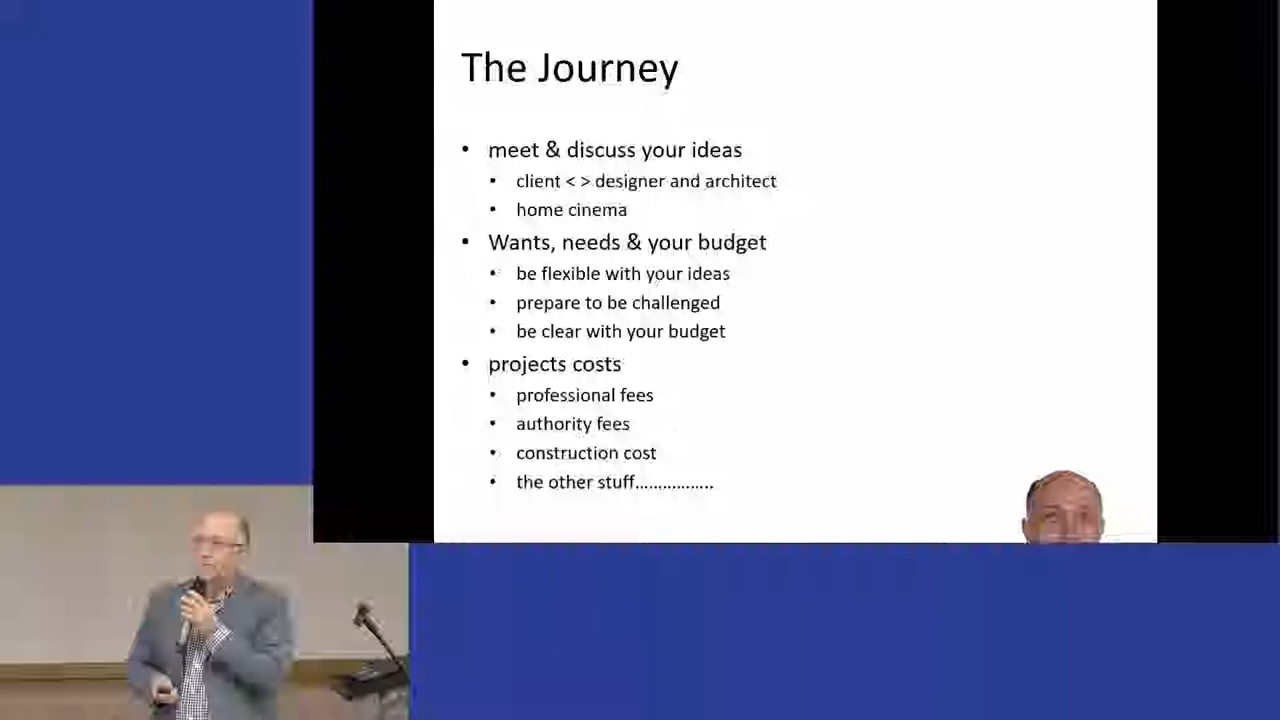 The Journey
• meet & discuss your ideas
• client < > designer and architect
• home cinema
• Wants, needs & your budget
• be flexible with your ideas
• prepare to be challenged
• be clear with your budget
• projects costs
• professional fees
• authority fees
• construction cost
• the other stuff................